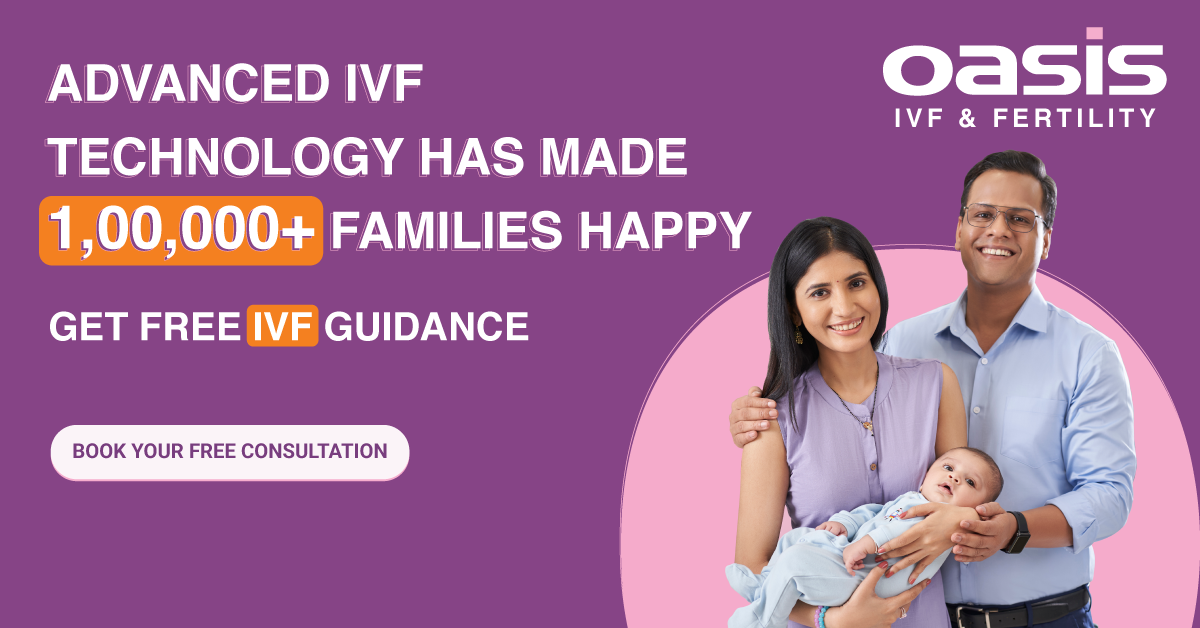 ADVANCED IVF
TECHNOLOGY HAS MADE
1,00,000+ FAMILIES HAPPY
GET FREE IVF GUIDANCE
BOOK YOUR FREE CONSULTATION
oasis
IVF & FERTILITY